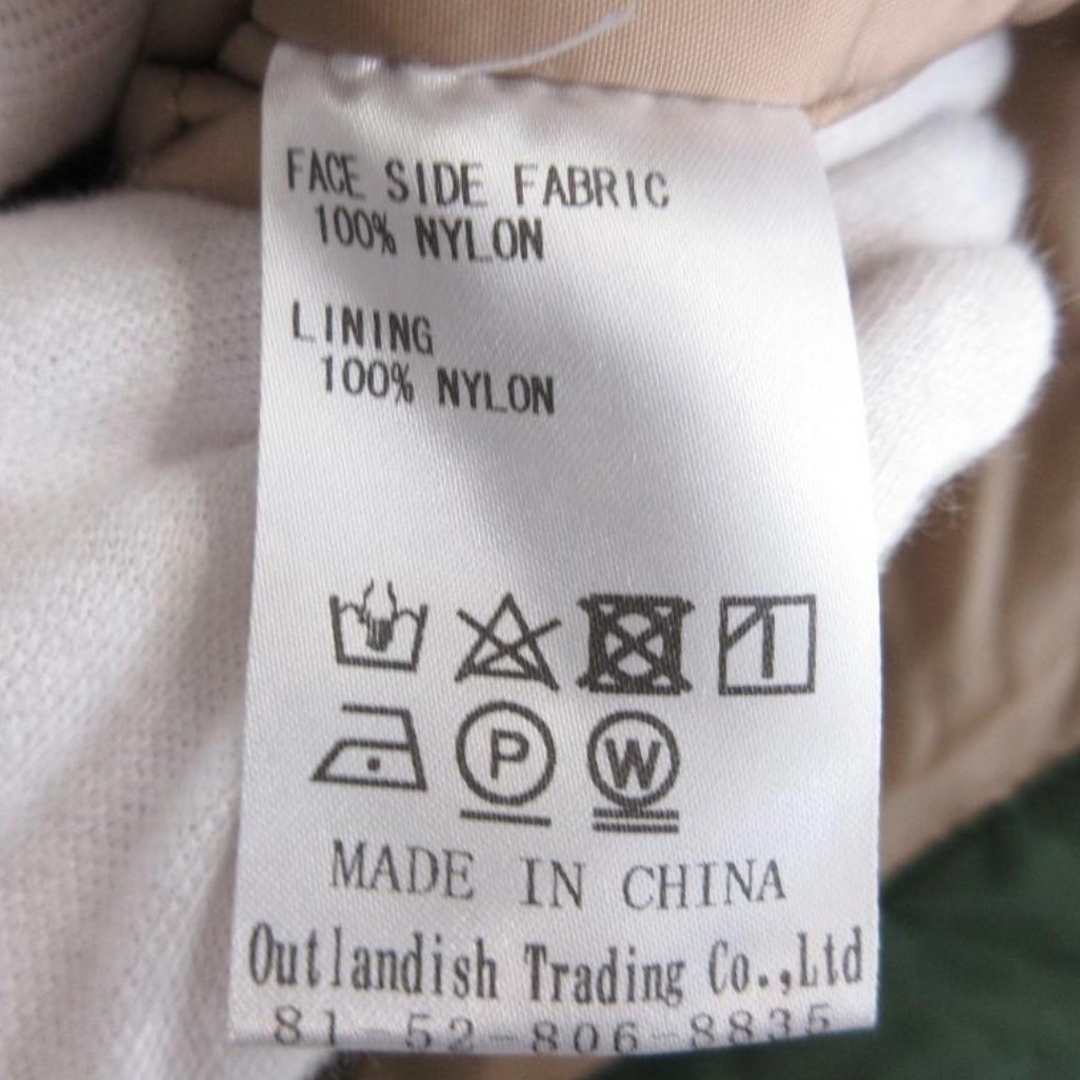 FACE SIDE FABRIC
100% NYLON
LINING
100% NYLON
P W
MADE IN CHINA
Outlandish Trading Co.,Ltd
81-52-806-8835